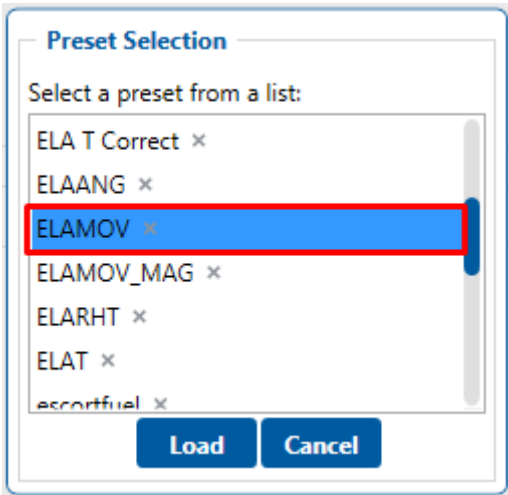 Preset Selection
Select a preset from a list:
ELA T Correct ×
ELAANG ×
ELAMOV ×
ELAMOV_MAG ×
ELARHT ×
ELAT ×
escortfuel ×
Load Cancel